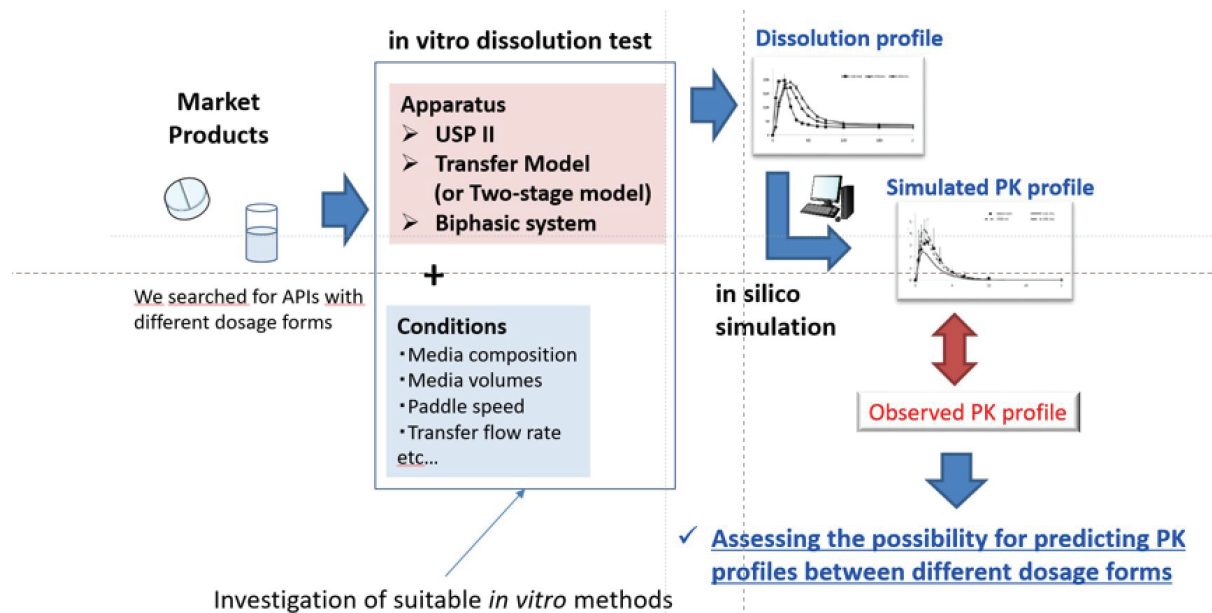 in vitro dissolution test
Market
Products
We searched for APIs with
different dosage forms
Apparatus
➢ USP II
➢ Transfer Model
(or Two-stage model)
➢ Biphasic system
+
Conditions
・Media composition
・Media volumes
・Paddle speed
・Transfer flow rate
etc…
Investigation of suitable in vitro methods
Dissolution profile
Simulated PK profile
in silico
simulation
Observed PK profile
✓ Assessing the possibility for predicting PK
profiles between different dosage forms